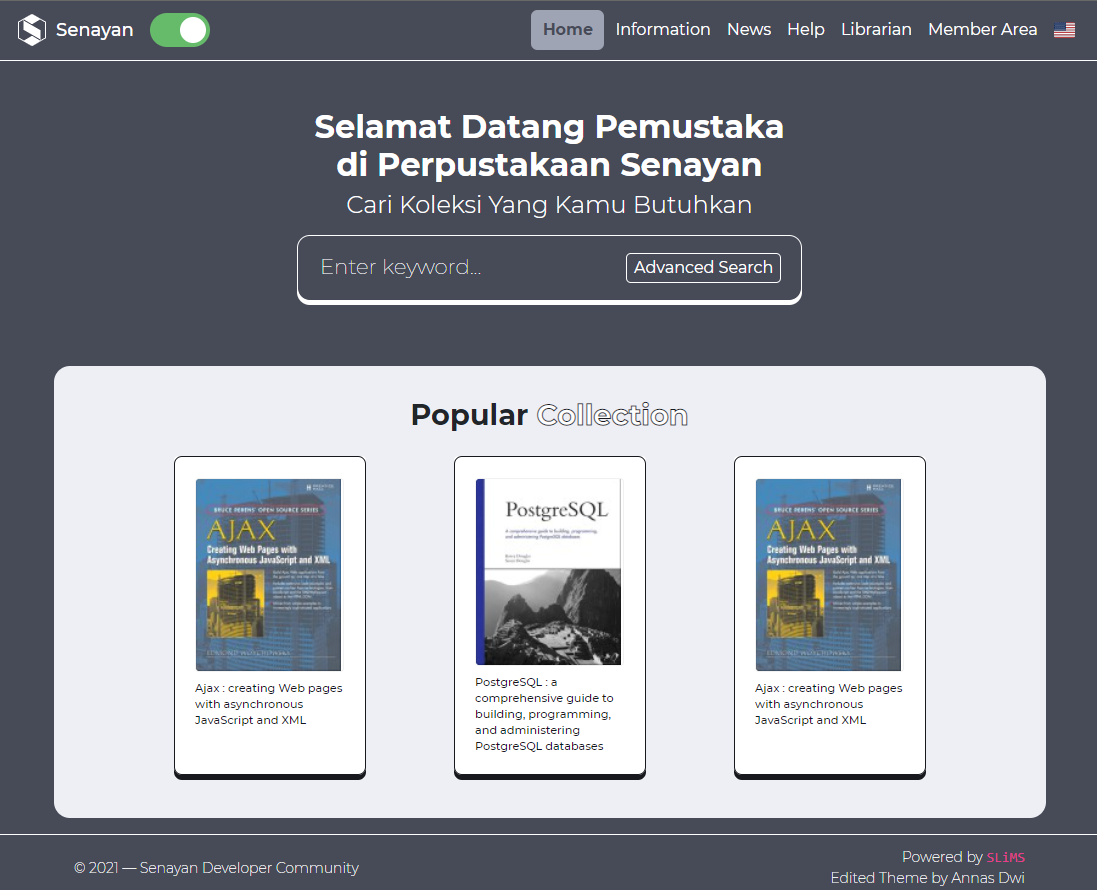 Senayan
Home Information News Help Librarian Member Area
Selamat Datang Pemustaka
di Perpustakaan Senayan
Cari Koleksi Yang Kamu Butuhkan
Enter keyword... Advanced Search
Popular Collection
BRUCE PERENS' OPEN SOURCE SERIES
AJAX
Creating Web Pages with
Asynchronous JavaScript and XML
Ajax : creating Web pages
with asynchronous
JavaScript and XML
PostgreSQL
A comprehensive guide to building, programming,
and administering PostgreSQL databases
PostgreSQL : a
comprehensive guide to
building, programming,
and administering
PostgreSQL databases
BRUCE PERENS' OPEN SOURCE SERIES
AJAX
Creating Web Pages with
Asynchronous JavaScript and XML
Ajax : creating Web pages
with asynchronous
JavaScript and XML
© 2021 — Senayan Developer Community
Powered by SLiMS
Edited Theme by Annas Dwi